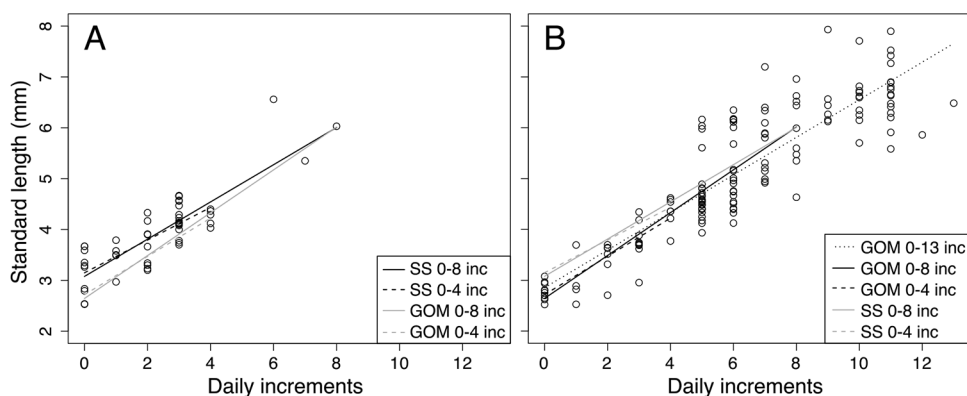 A
B
Standard length (mm)
8
7
6
5
4
3
2
SS 0-8 inc
SS 0-4 inc
GOM 0-8 inc
GOM 0-4 inc
GOM 0-13 inc
GOM 0-8 inc
GOM 0-4 inc
SS 0-8 inc
SS 0-4 inc
0 2 4 6 8 10 12
0 2 4 6 8 10 12
Daily increments
Daily increments